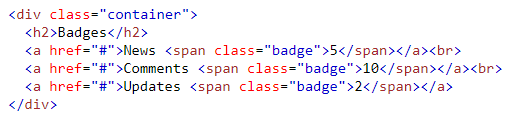 <div class="container">
  <h2>Badges</h2>
  <a href="#">News <span class="badge">5</span></a><br>
  <a href="#">Comments <span class="badge">10</span></a><br>
  <a href="#">Updates <span class="badge">2</span></a>
</div>